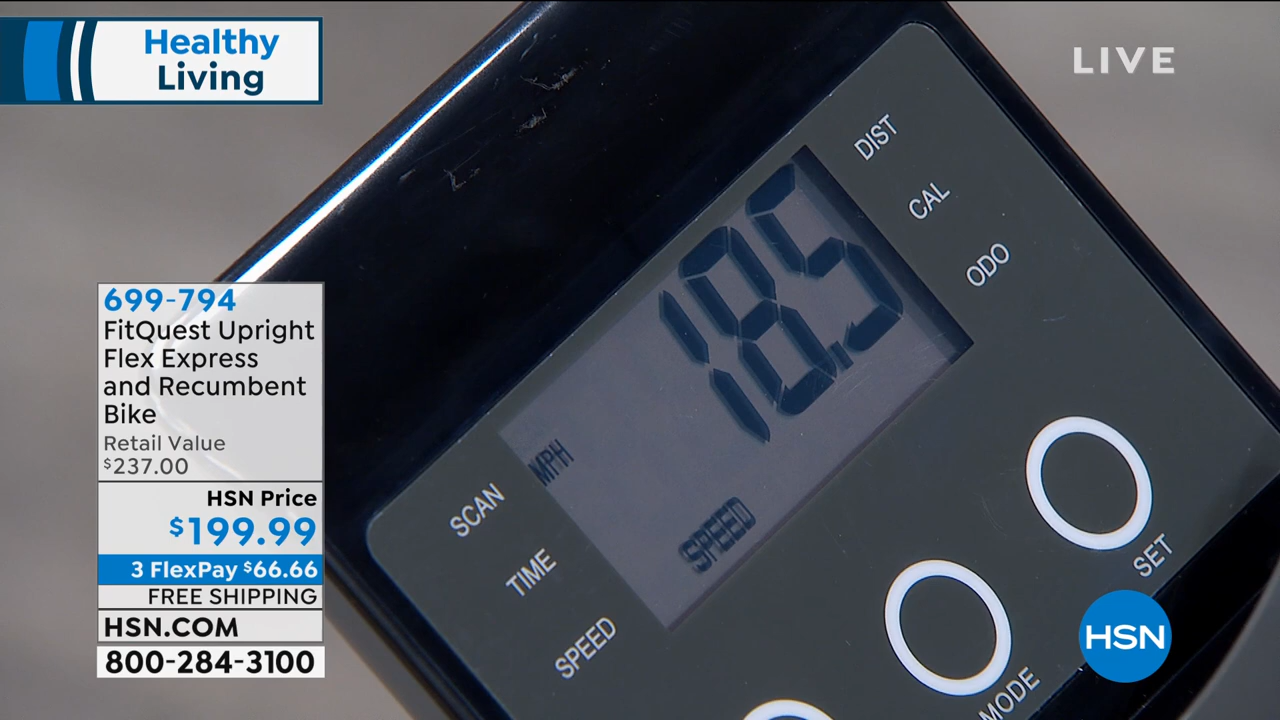 Healthy
Living
LIVE
699-794
FitQuest Upright
Flex Express
and Recumbent
Bike
Retail Value
$237.00
HSN Price
$199.99
3 FlexPay $66.66
FREE SHIPPING
HSN.COM
800-284-3100
DIST
CAL
ODO
18.5
MPH
SPEED
SCAN
TIME
SPEED
SET
MODE
HSN